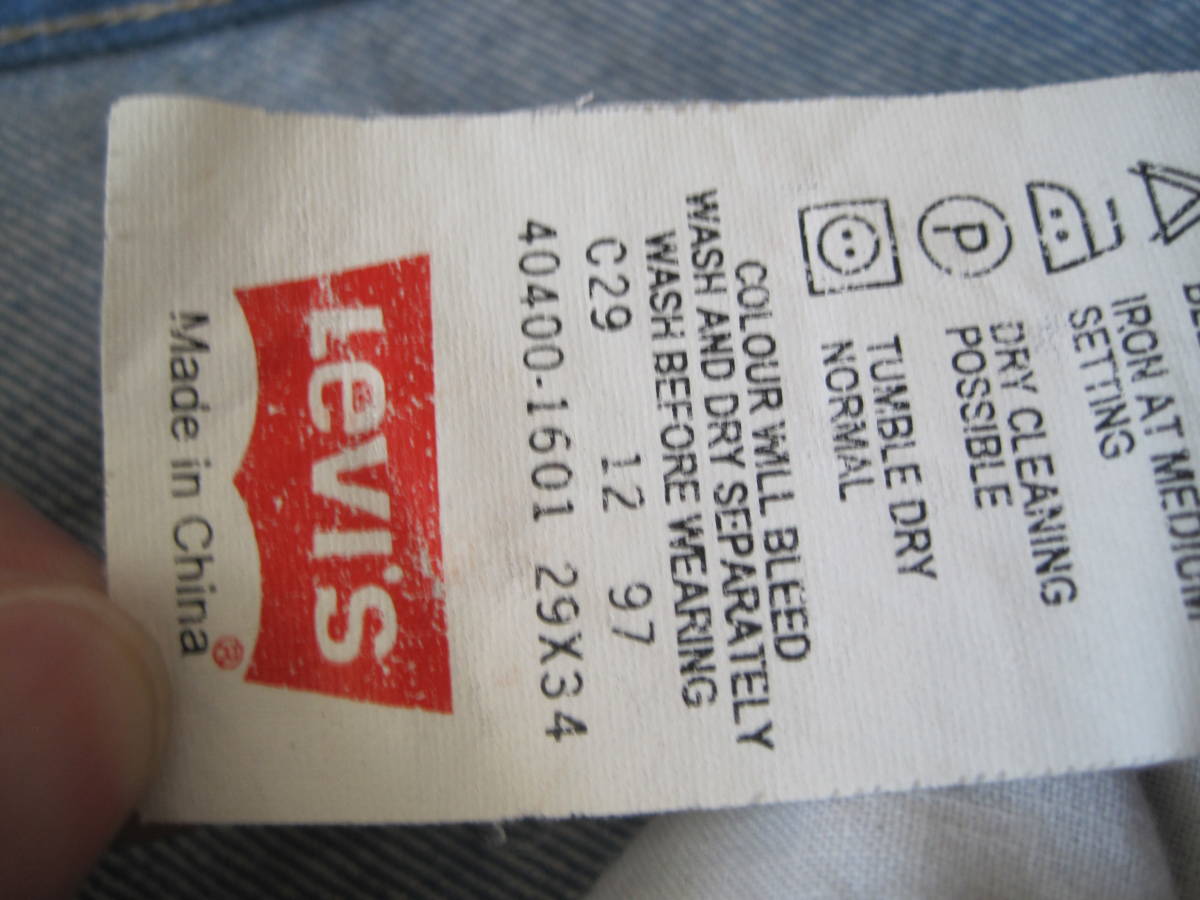 IRON AT MEDIUM
SETTING
P
DRY CLEANING
POSSIBLE
TUMBLE DRY
NORMAL
COLOUR WILL BLEED
WASH AND DRY SEPARATELY
WASH BEFORE WEARING
C29 12 97
40400-1601 29X34
LEVI'S ®
Made in China